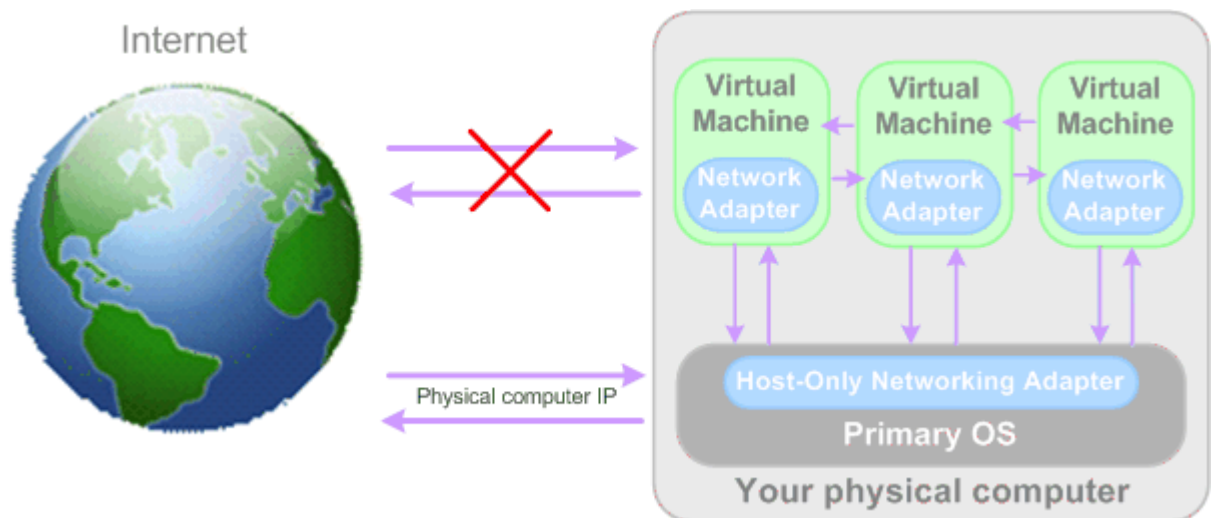 Internet
Virtual
Machine
Network
Adapter
Virtual
Machine
Network
Adapter
Virtual
Machine
Network
Adapter
Physical computer IP
Host-Only Networking Adapter
Primary OS
Your physical computer